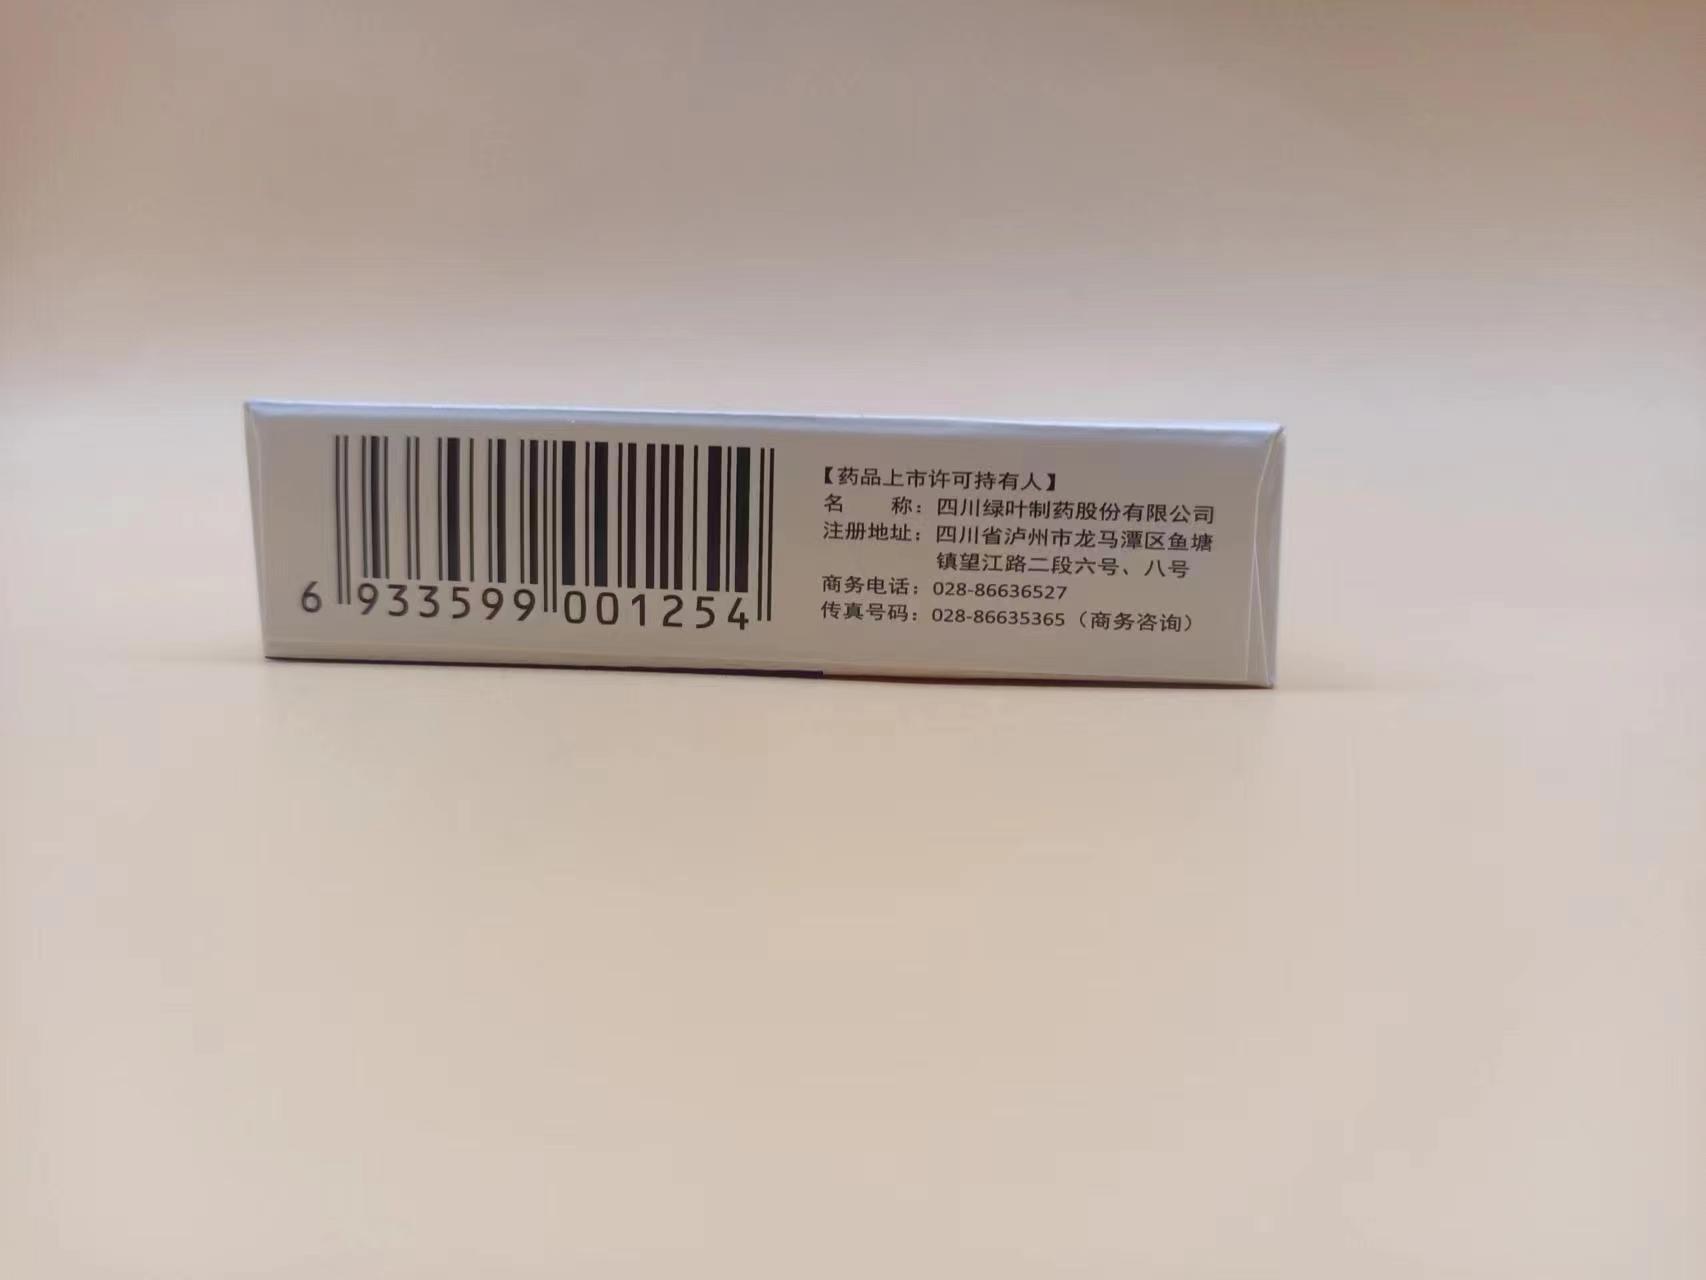 6 933599 001254
【药品上市许可持有人】
名 称：四川绿叶制药股份有限公司
注册地址：四川省泸州市龙马潭区鱼塘
镇望江路二段六号、八号
商务电话：028-86636527
传真号码：028-86635365（商务咨询）